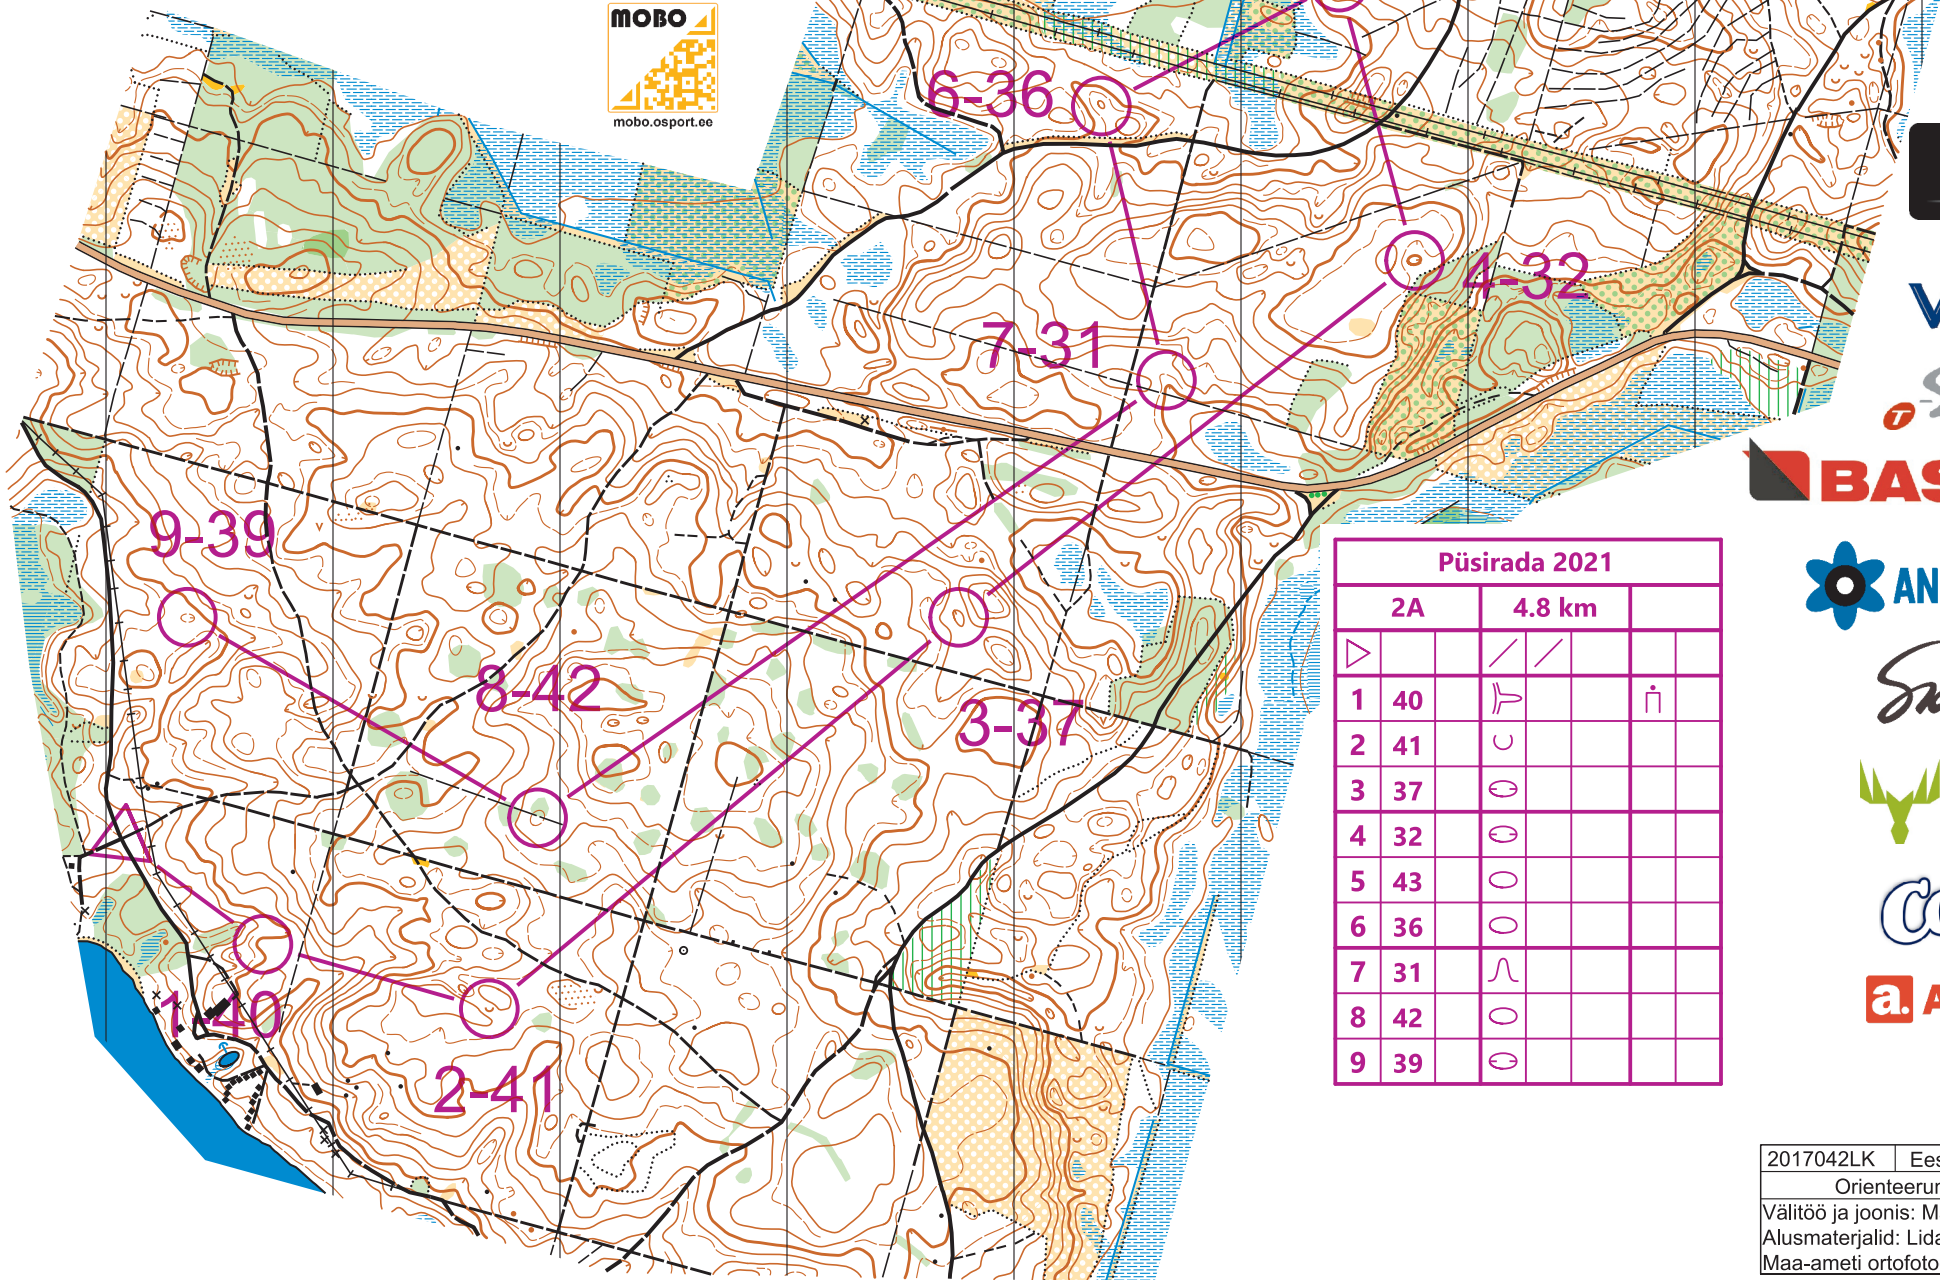 MOBO
mobo.osport.ee
6-36
4-32
7-31
9-39
8-42
3-37
1-40
2-41
Püsirada 2021
2A 4.8 km
1 40
2 41
3 37
4 32
5 43
6 36
7 31
8 42
9 39
T
BAS
AN
a. A
2017042LK Ees
Orienteerun
Välitöö ja joonis: M
Alusmaterjalid: Lida
Maa-ameti ortofoto